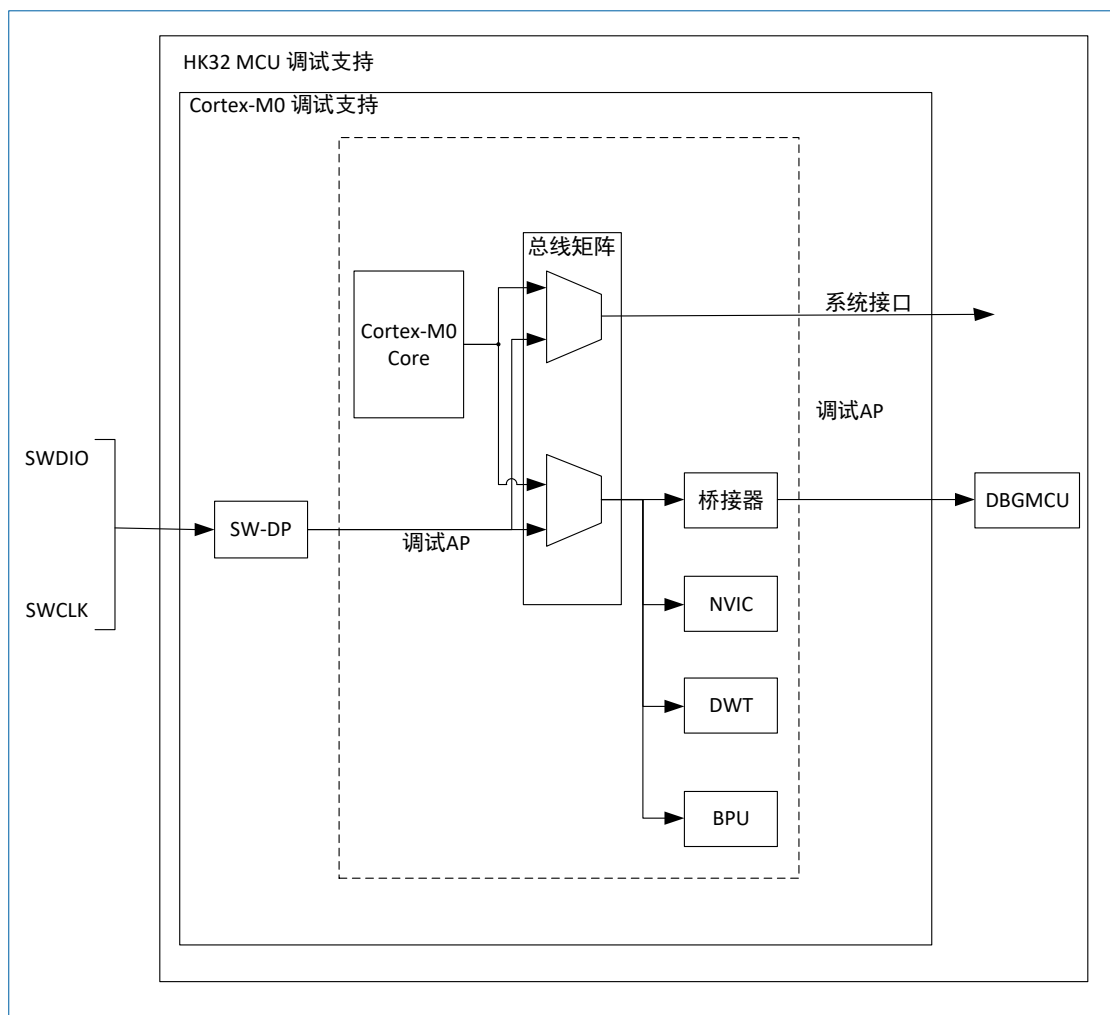 HK32 MCU 调试支持
Cortex-M0 调试支持
总线矩阵
Cortex-M0
Core
系统接口
调试AP
SWDIO
SW-DP
调试AP
桥接器
DBGMCU
SWCLK
NVIC
DWT
BPU